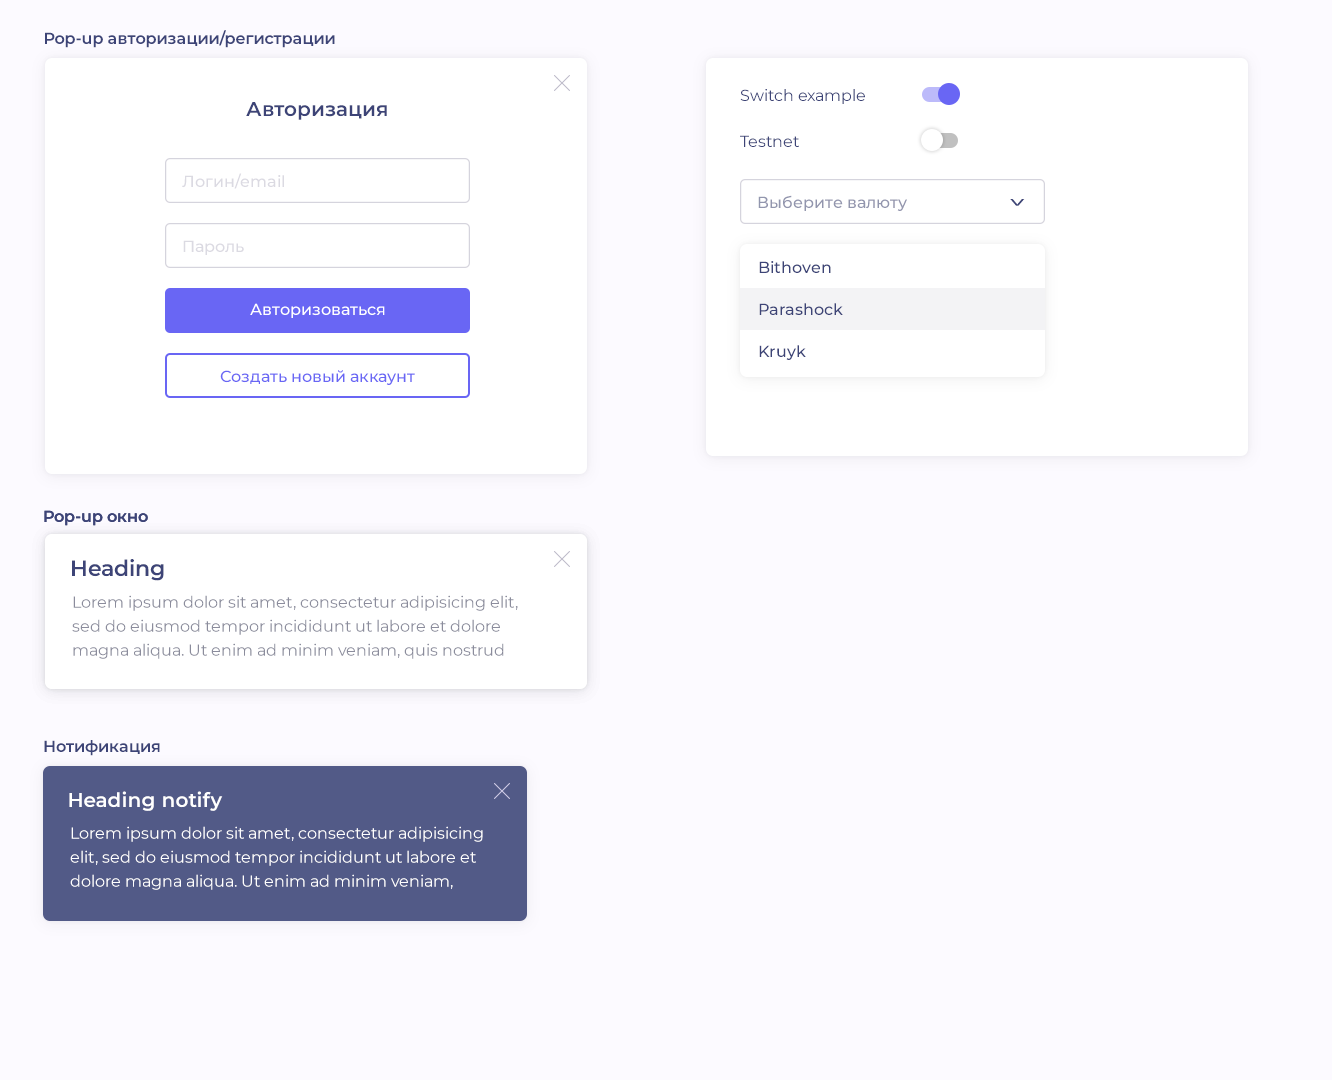 Pop-up авторизации/регистрации
Авторизация
Логин/email
Пароль
Авторизоваться
Создать новый аккаунт
Switch example
Testnet
Выберите валюту
Bithoven
Parashock
Kruyk
Pop-up окно
Heading
Lorem ipsum dolor sit amet, consectetur adipisicing elit,
sed do eiusmod tempor incididunt ut labore et dolore
magna aliqua. Ut enim ad minim veniam, quis nostrud
Нотификация
Heading notify
Lorem ipsum dolor sit amet, consectetur adipisicing
elit, sed do eiusmod tempor incididunt ut labore et
dolore magna aliqua. Ut enim ad minim veniam,